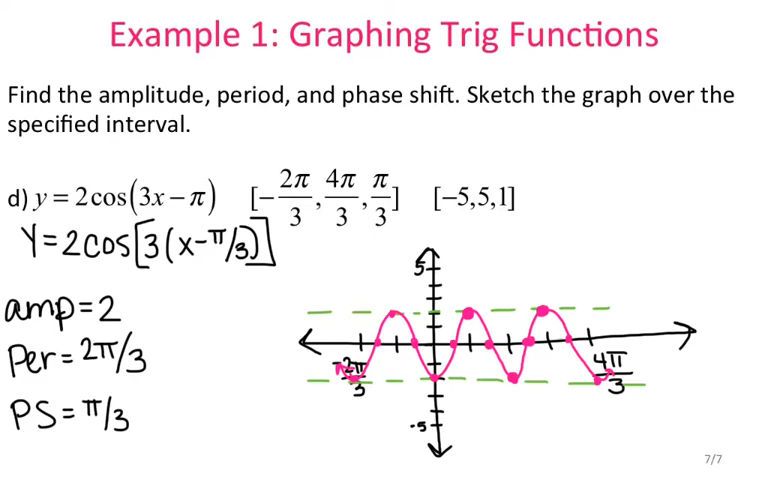 Example 1: Graphing Trig Functions
Find the amplitude, period, and phase shift. Sketch the graph over the
specified interval.
d) y = 2cos(3x − π)   [−2π/3, 4π/3, π/3]   [−5,5,1]
Y=2cos[3(x-π/3)]
amp=2
Per=2π/3
PS=π/3
5
-2π/3
4π/3
-5
7/7